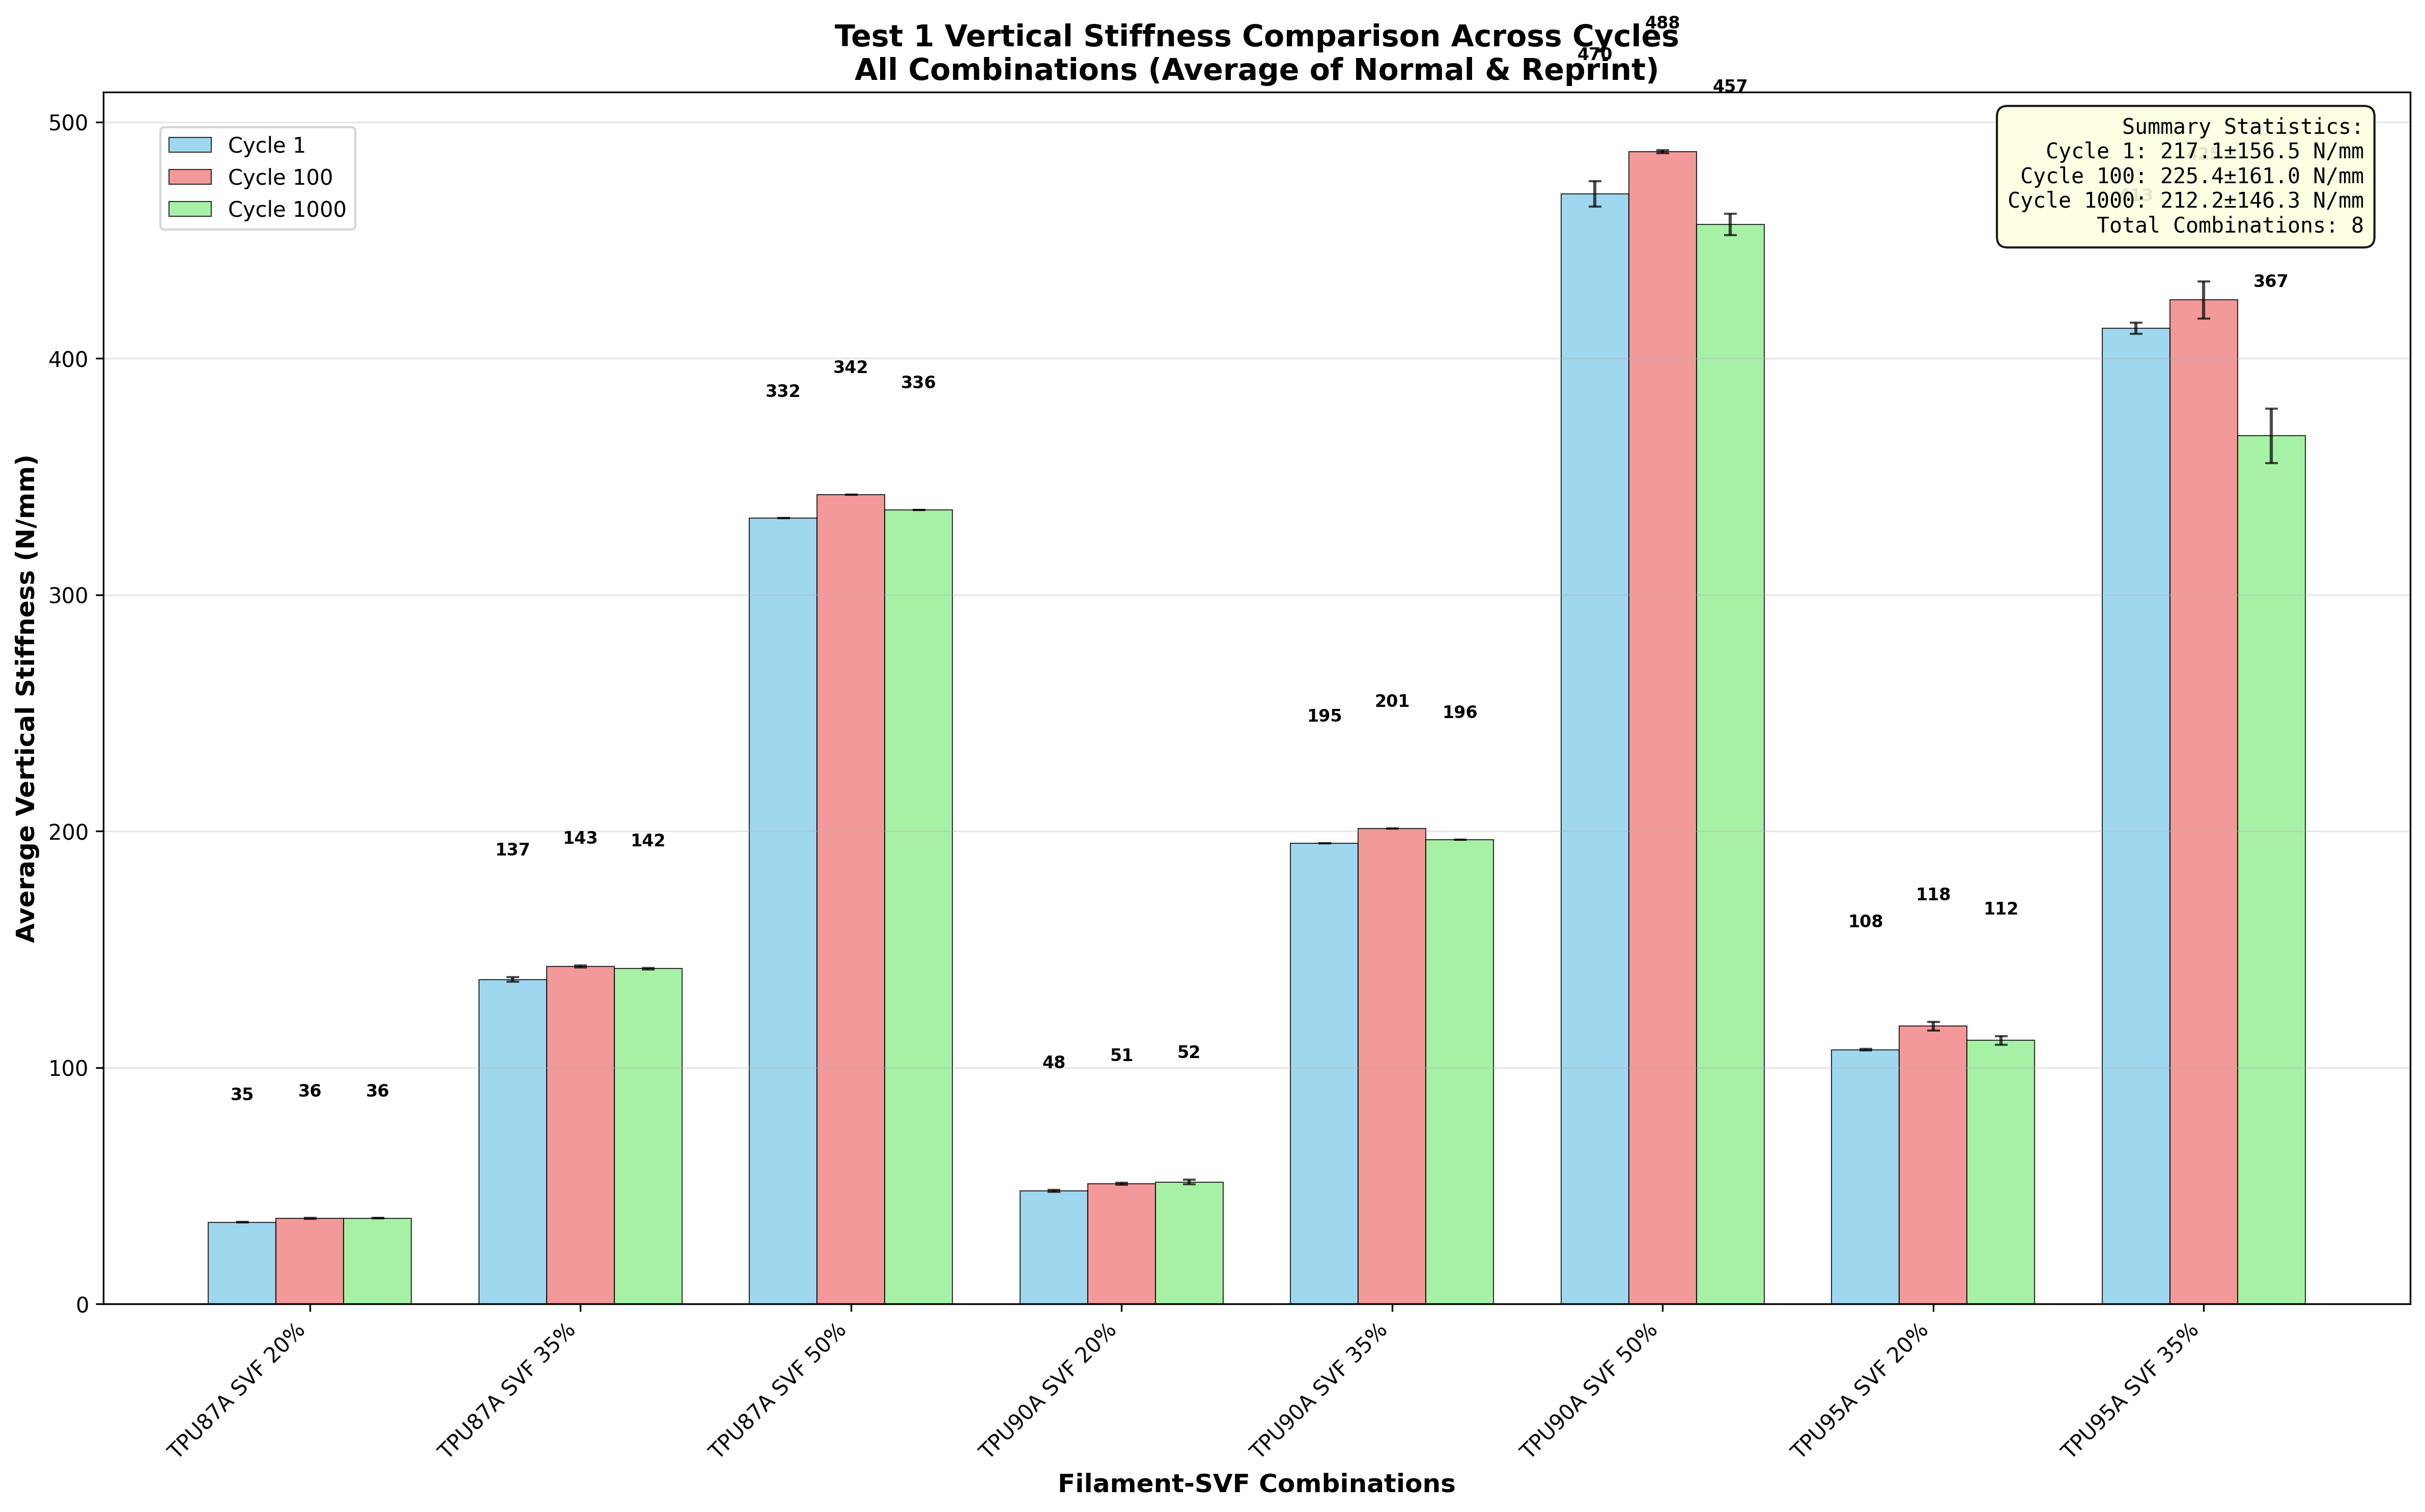 Test 1 Vertical Stiffness Comparison Across Cycles
All Combinations (Average of Normal & Reprint)
488
470
457
500
400
300
200
100
0
Average Vertical Stiffness (N/mm)
Cycle 1
Cycle 100
Cycle 1000
Summary Statistics:
Cycle 1: 217.1±156.5 N/mm
Cycle 100: 225.4±161.0 N/mm
Cycle 1000: 212.2±146.3 N/mm
Total Combinations: 8
35
36
36
137
143
142
332
342
336
48
51
52
195
201
196
108
118
112
367
TPU87A SVF 20%
TPU87A SVF 35%
TPU87A SVF 50%
TPU90A SVF 20%
TPU90A SVF 35%
TPU90A SVF 50%
TPU95A SVF 20%
TPU95A SVF 35%
Filament-SVF Combinations